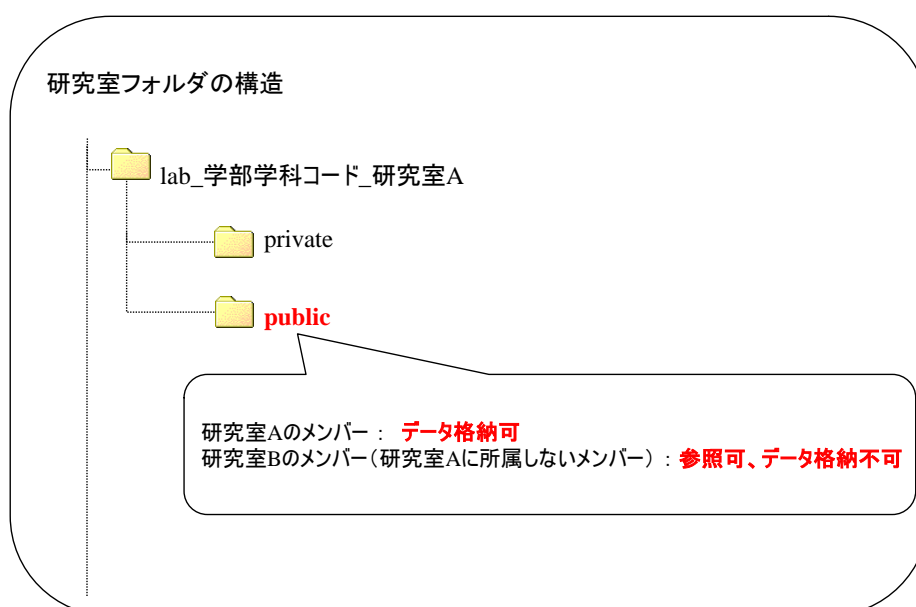 研究室フォルダの構造
lab_学部学科コード_研究室A
private
public
研究室Aのメンバー： データ格納可
研究室Bのメンバー（研究室Aに所属しないメンバー）：参照可、データ格納不可